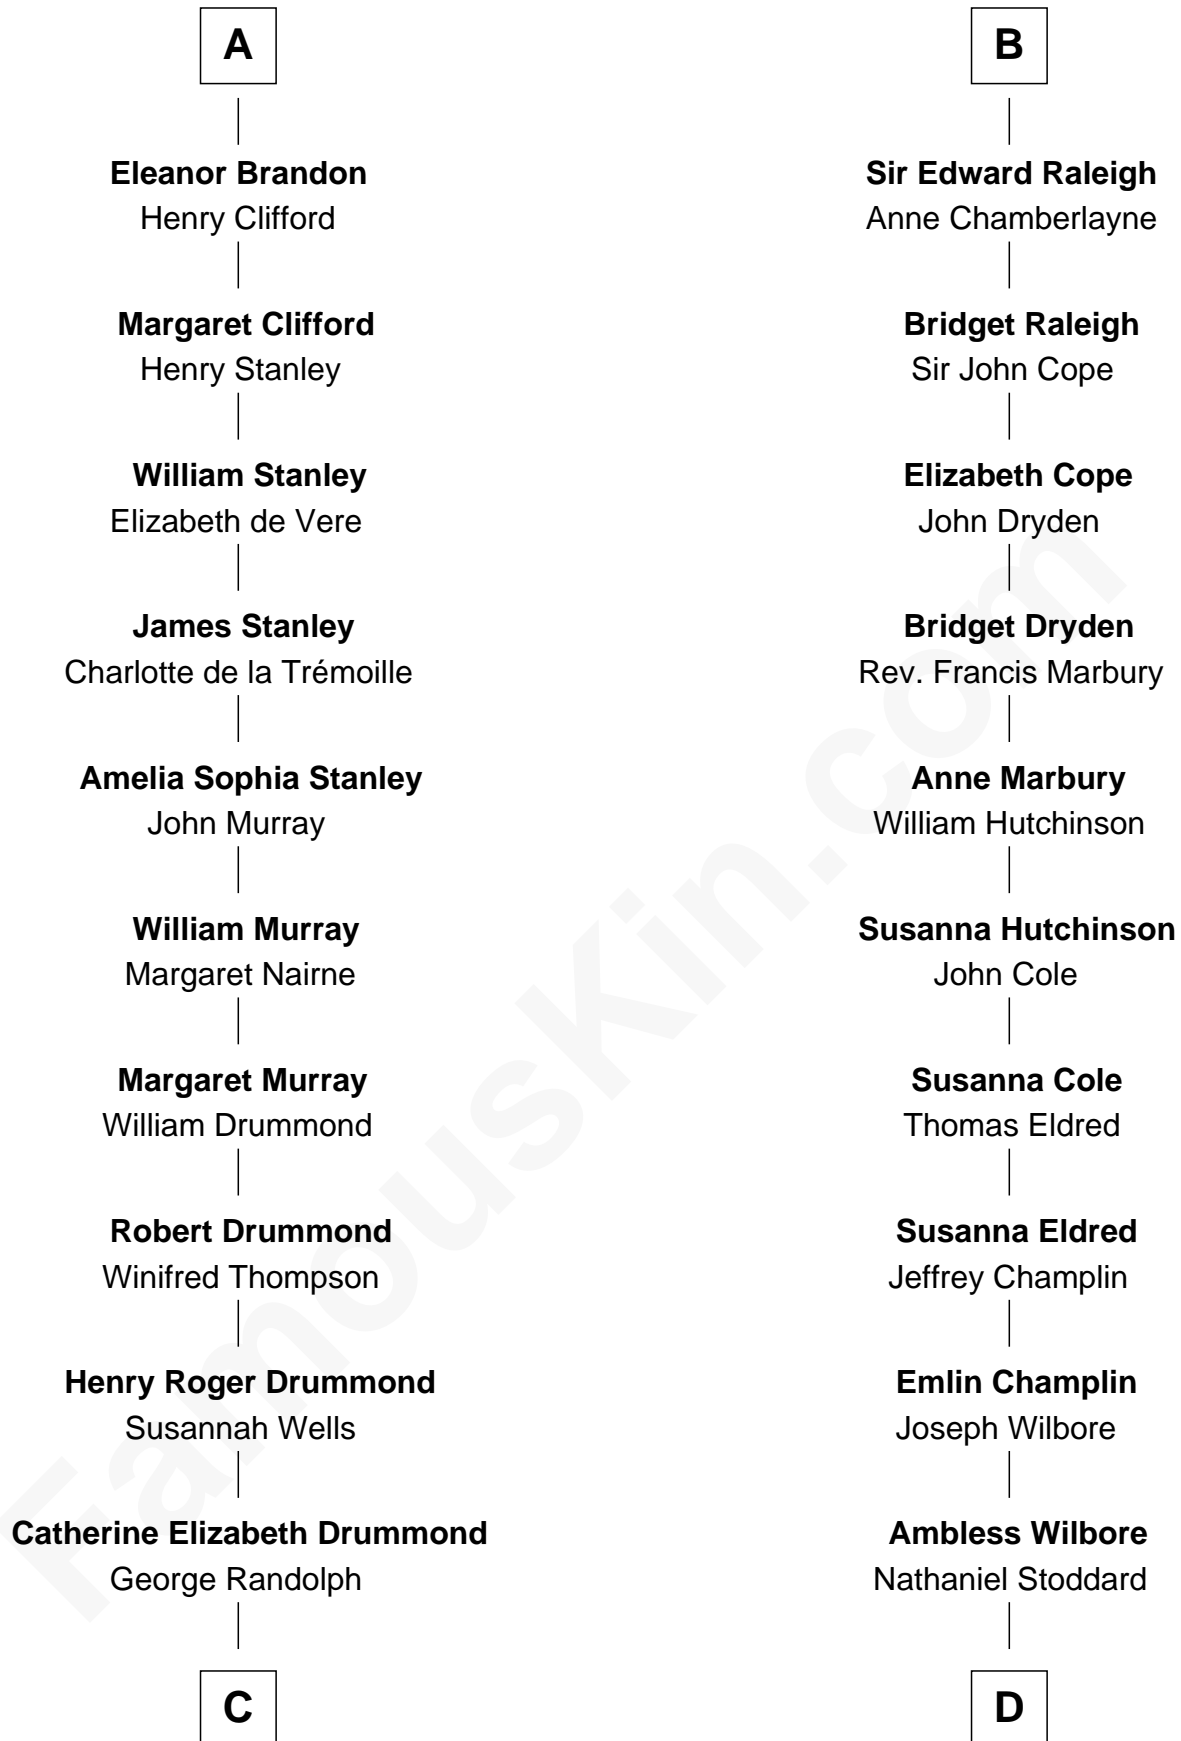 A
Eleanor Brandon
Henry Clifford
Margaret Clifford
Henry Stanley
William Stanley
Elizabeth de Vere
James Stanley
Charlotte de la Trémoille
Amelia Sophia Stanley
John Murray
William Murray
Margaret Nairne
Margaret Murray
William Drummond
Robert Drummond
Winifred Thompson
Henry Roger Drummond
Susannah Wells
Catherine Elizabeth Drummond
George Randolph
C
B
Sir Edward Raleigh
Anne Chamberlayne
Bridget Raleigh
Sir John Cope
Elizabeth Cope
John Dryden
Bridget Dryden
Rev. Francis Marbury
Anne Marbury
William Hutchinson
Susanna Hutchinson
John Cole
Susanna Cole
Thomas Eldred
Susanna Eldred
Jeffrey Champlin
Emlin Champlin
Joseph Wilbore
Ambless Wilbore
Nathaniel Stoddard
D
FamousKin.com